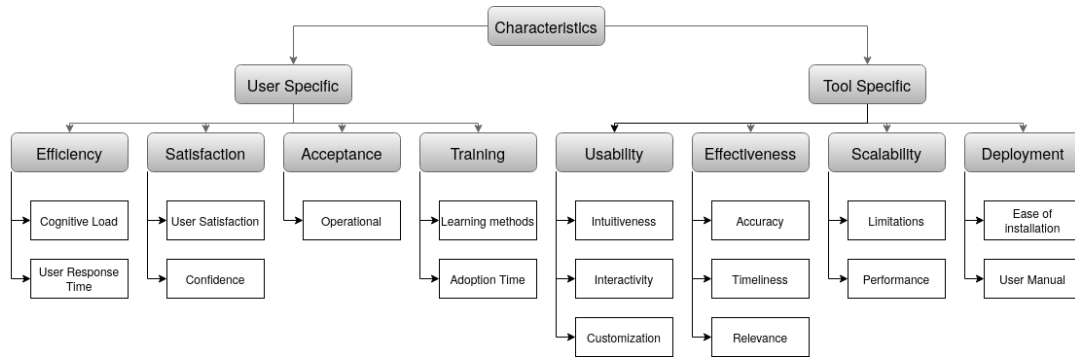 Characteristics
User Specific
Tool Specific
Efficiency
Satisfaction
Acceptance
Training
Usability
Effectiveness
Scalability
Deployment
Cognitive Load
User Satisfaction
Operational
Learning methods
Intuitiveness
Accuracy
Limitations
Ease of
installation
User Response
Time
Confidence
Adoption Time
Interactivity
Timeliness
Performance
User Manual
Customization
Relevance